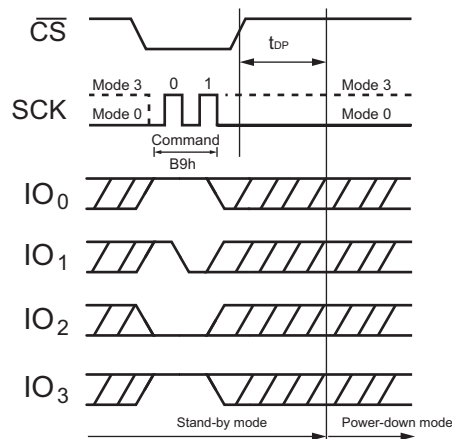 CS
tDP
Mode 3 0 1 Mode 3
SCK
Mode 0 Mode 0
Command
B9h
IO0
IO1
IO2
IO3
Stand-by mode Power-down mode